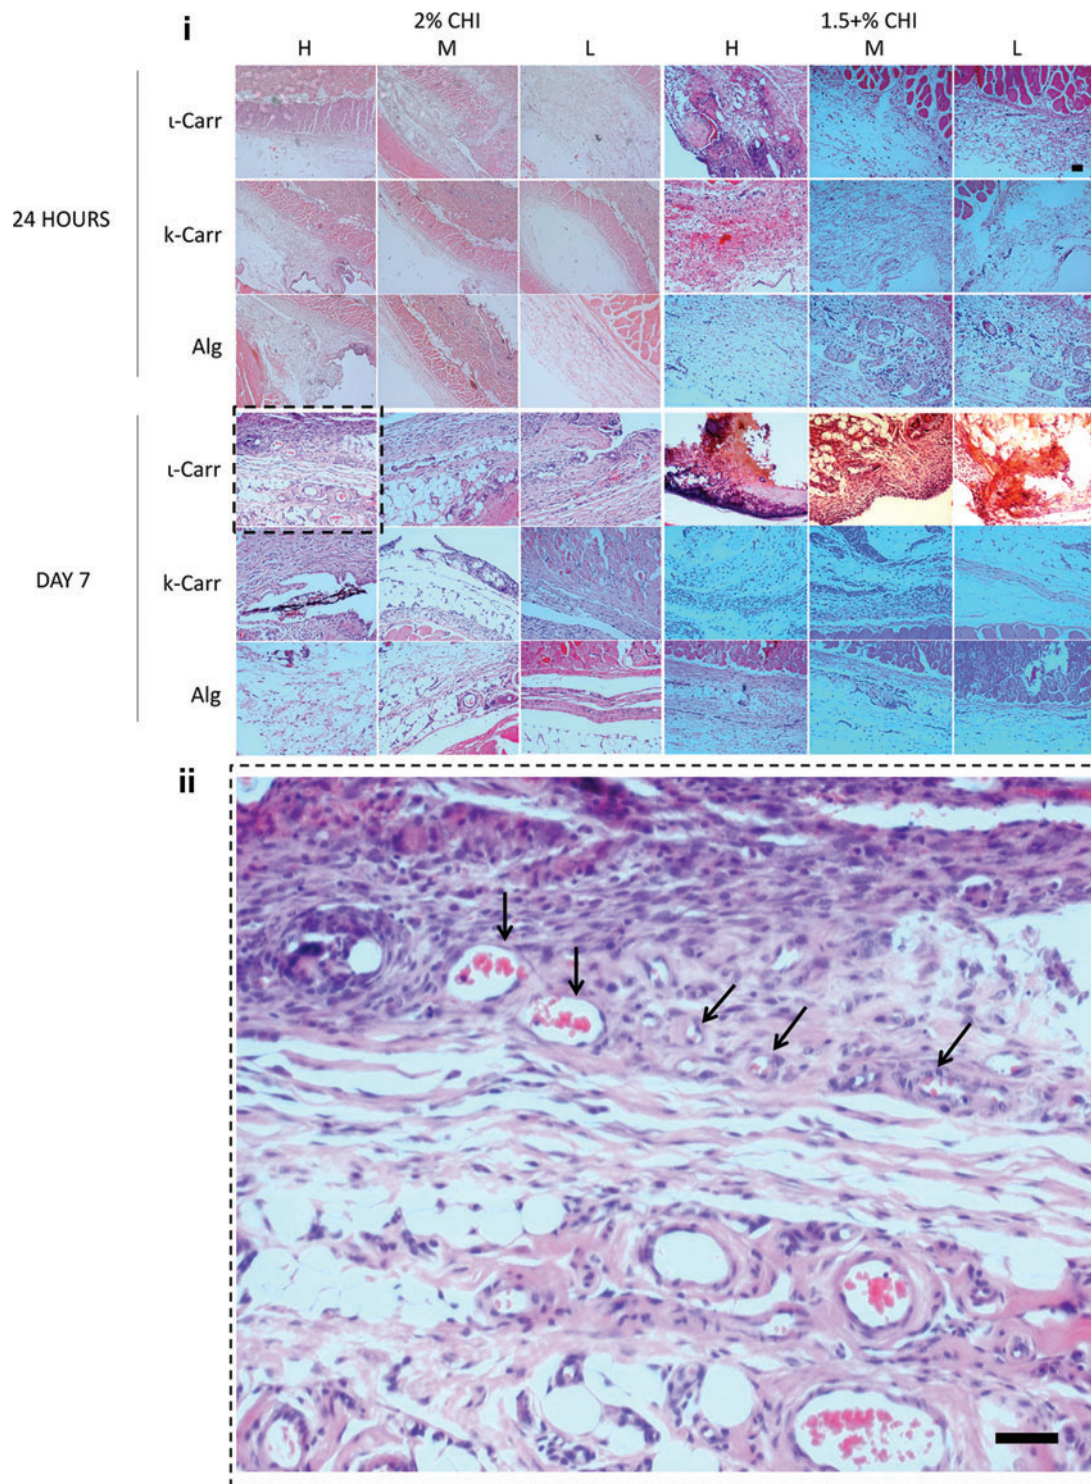 i
2% CHI 1.5+% CHI
H M L H M L
24 HOURS
ι-Carr
k-Carr
Alg
DAY 7
ι-Carr
k-Carr
Alg
ii